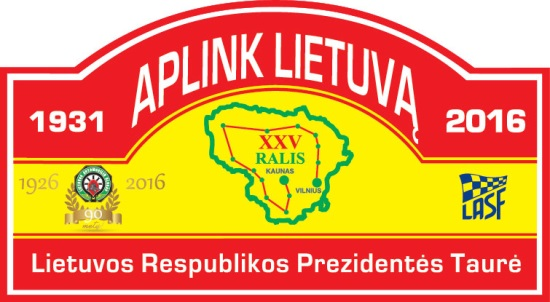 APLINK LIETUVĄ
1931
2016
XXV
RALIS
KAUNAS
VILNIUS
1926
2016
90
LASF
Lietuvos Respublikos Prezidentės Taurė